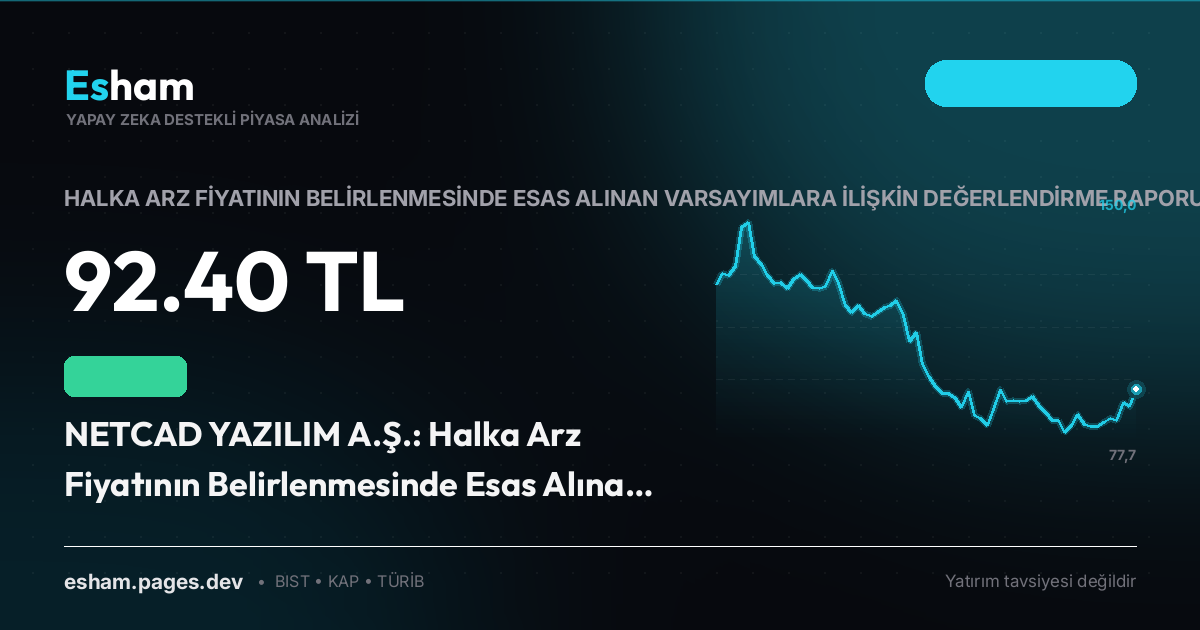 Esham
YAPAY ZEKA DESTEKLİ PİYASA ANALİZİ
HALKA ARZ FİYATININ BELİRLENMESİNDE ESAS ALINAN VARSAYIMLARA İLİŞKİN DEĞERLENDİRME RAPORU
150,0
92.40 TL
NETCAD YAZILIM A.Ş.: Halka Arz
Fiyatının Belirlenmesinde Esas Alına...
77,7
esham.pages.dev • BIST • KAP • TÜRİB
Yatırım tavsiyesi değildir